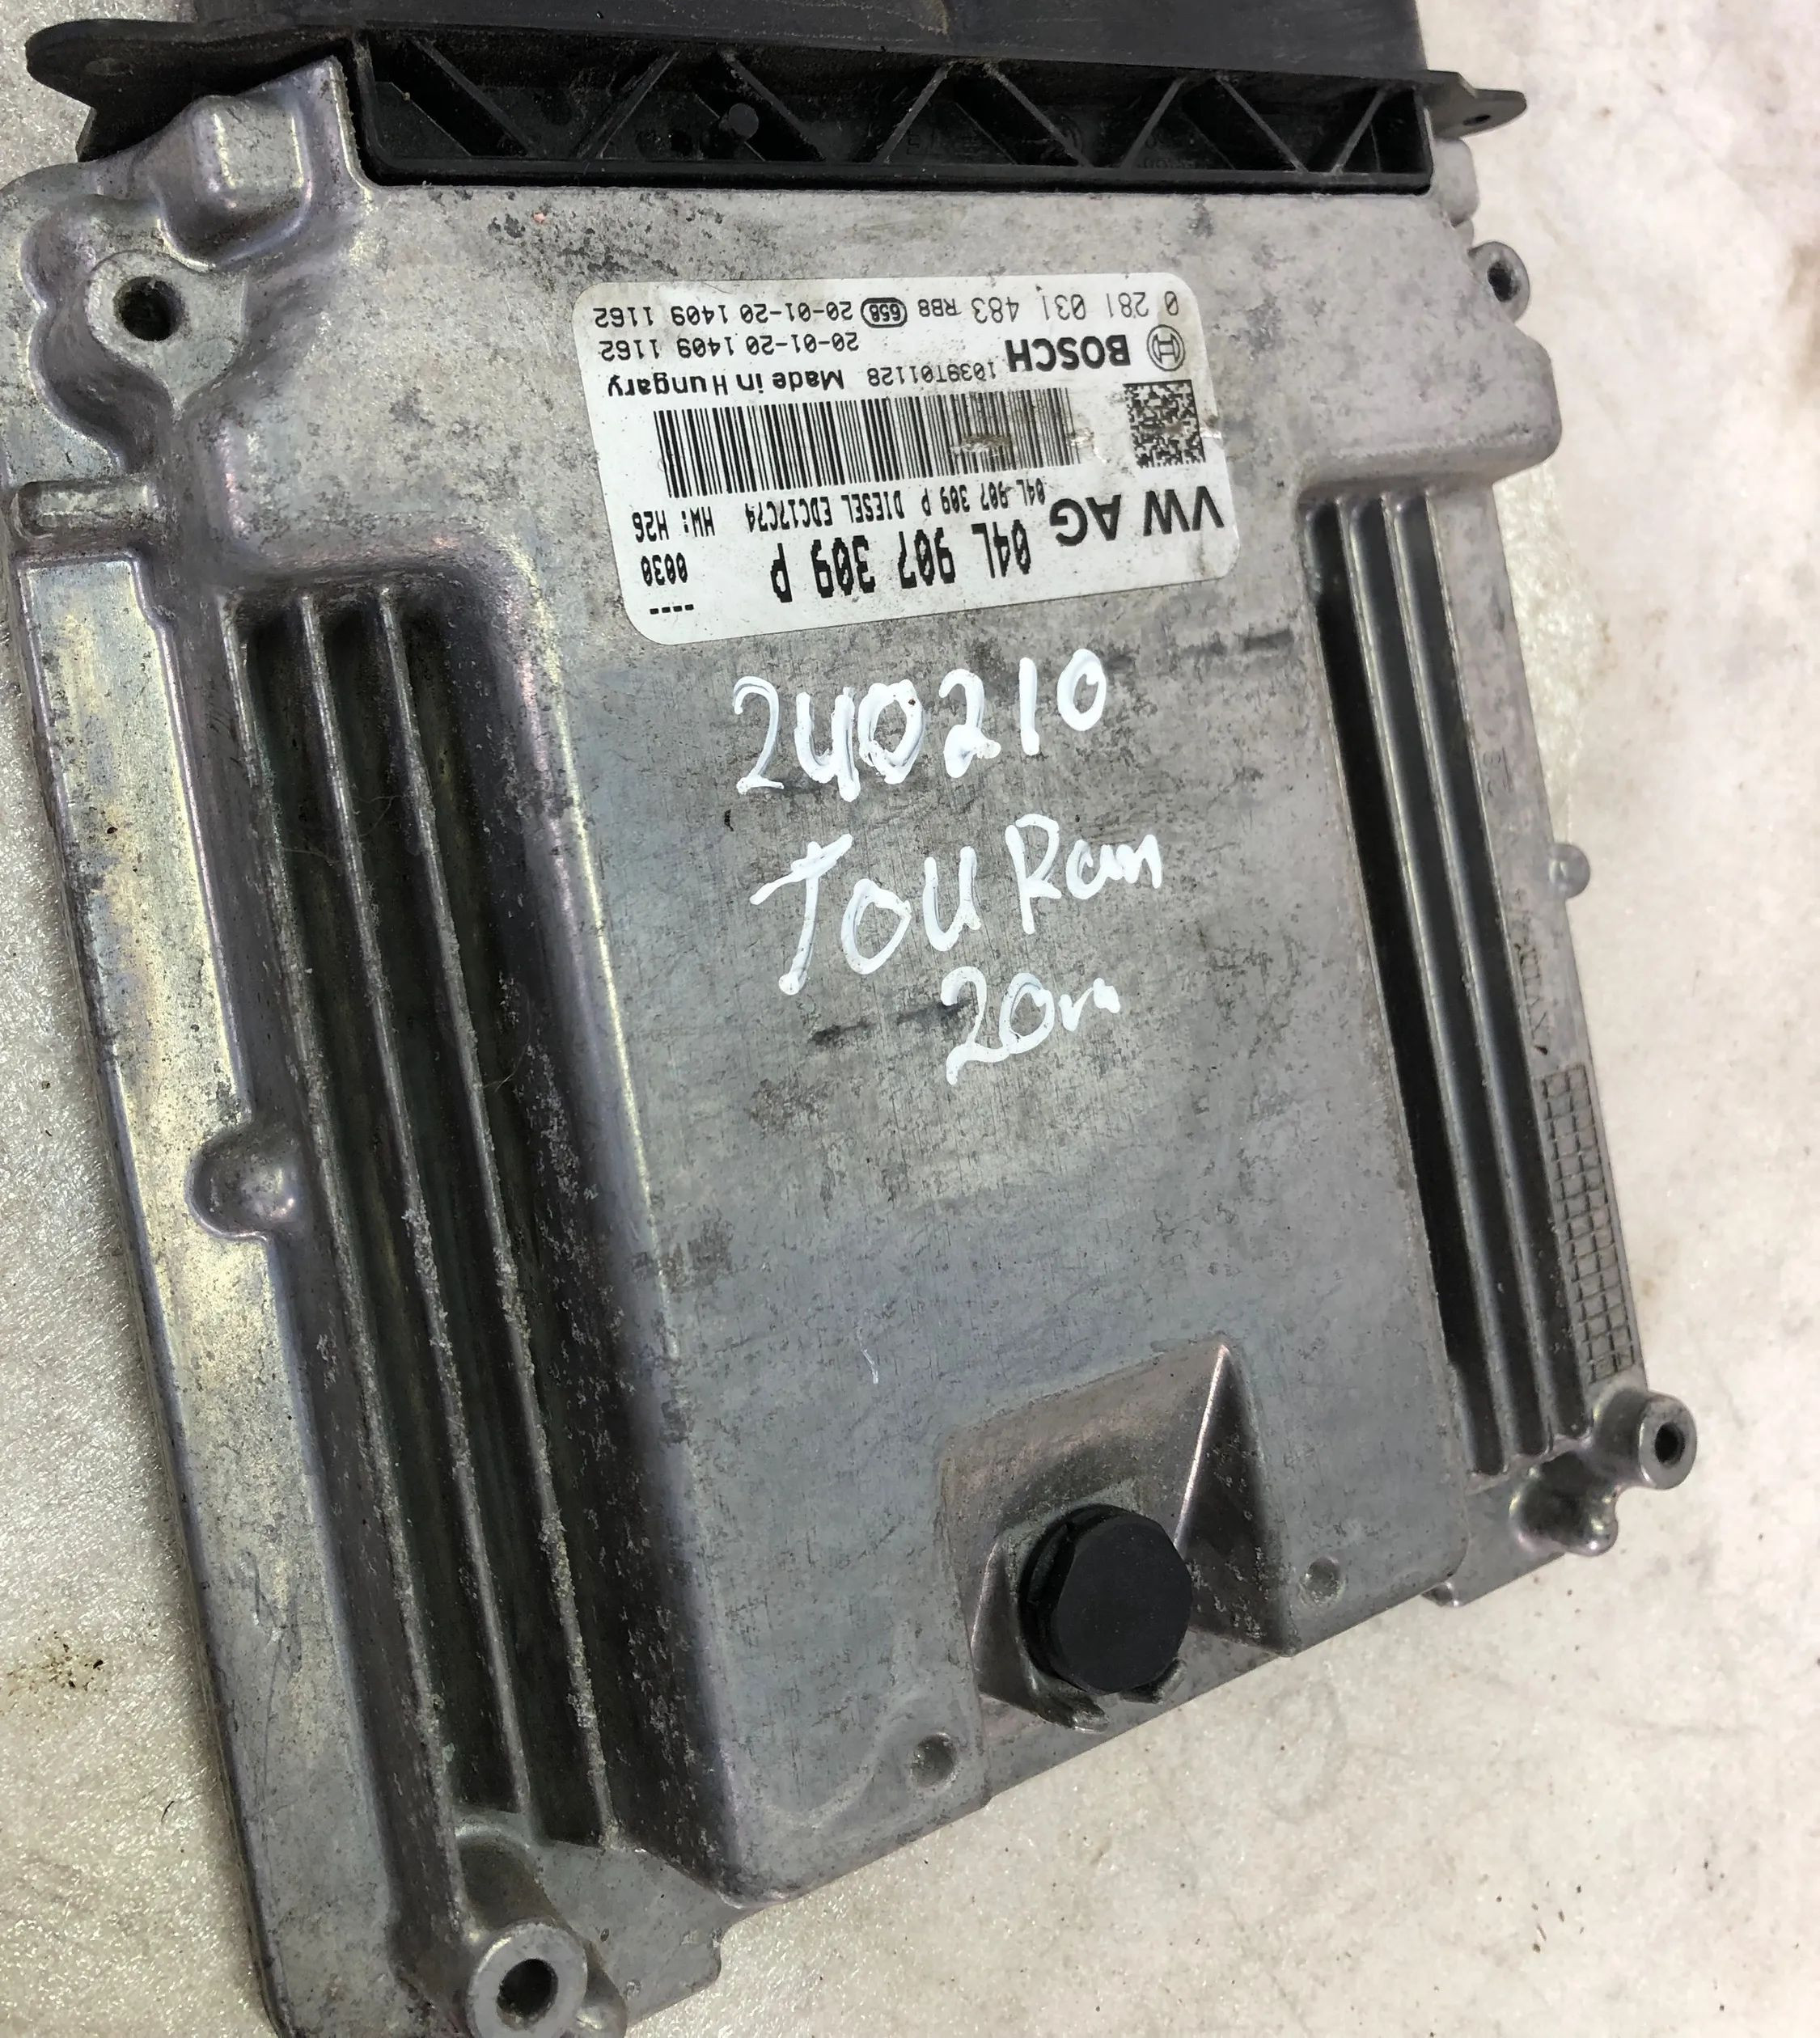 VW AG 04L 907 309 P ----
0030
04L 907 309 P DIESEL EDC17C74 HW: H26
1039T01128 Made in Hungary
BOSCH 20-01-20 1409 1162
0 281 031 483 RB8 658 20-01-20 1409 1162
240210
TOURan